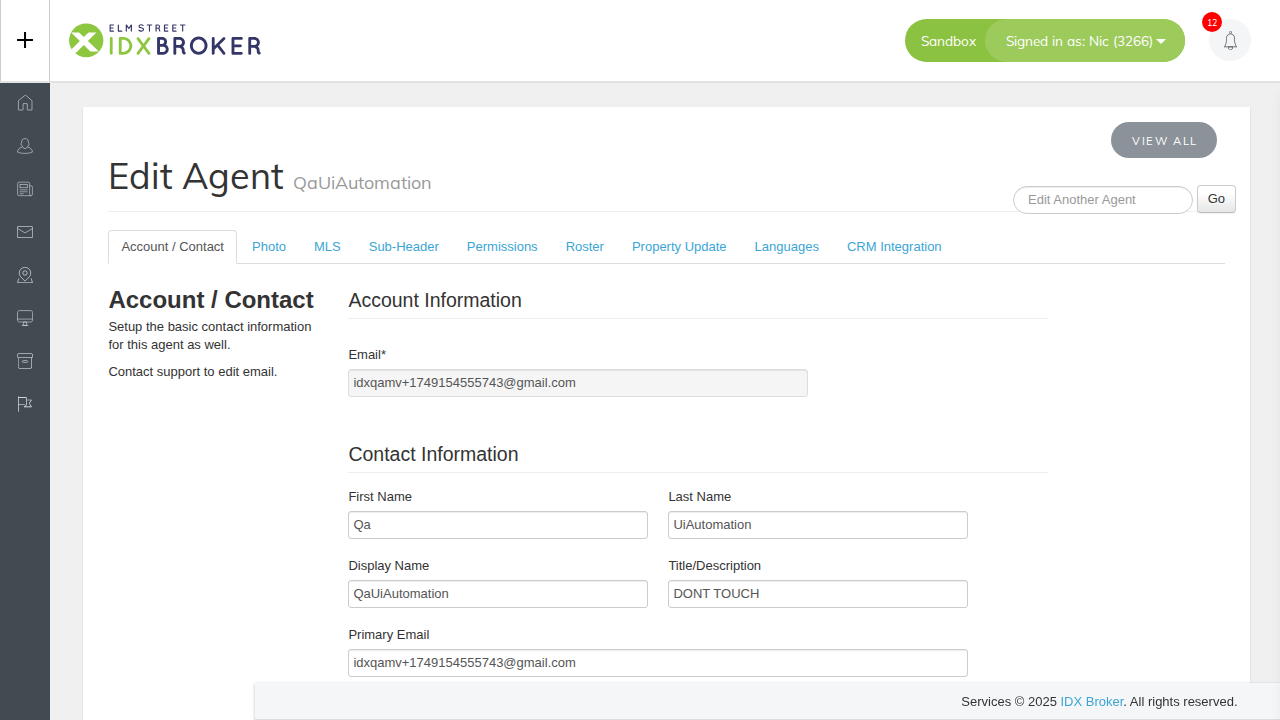 ELM STREET
IDXBROKER
Sandbox
Signed in as: Nic (3266)
12
VIEW ALL
Edit Agent QaUiAutomation
Edit Another Agent
Go
Account / Contact
Photo
MLS
Sub-Header
Permissions
Roster
Property Update
Languages
CRM Integration
Account / Contact
Setup the basic contact information
for this agent as well.
Contact support to edit email.
Account Information
Email*
idxqamv+1749154555743@gmail.com
Contact Information
First Name
Last Name
Qa
UiAutomation
Display Name
Title/Description
QaUiAutomation
DONT TOUCH
Primary Email
idxqamv+1749154555743@gmail.com
Services © 2025 IDX Broker. All rights reserved.